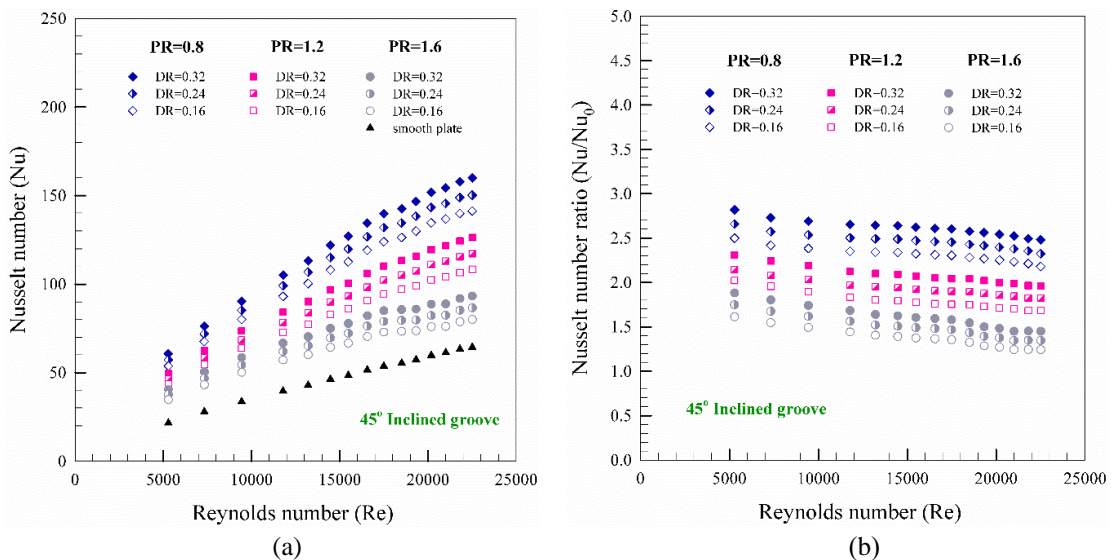 250
200
150
100
50
0
Nusselt number (Nu)
PR=0.8 PR=1.2 PR=1.6
DR=0.32 DR=0.32 DR=0.32
DR=0.24 DR=0.24 DR=0.24
DR=0.16 DR=0.16 DR=0.16
smooth plate
45° Inclined groove
0 5000 10000 15000 20000 25000
Reynolds number (Re)
(a)
5.0
4.5
4.0
3.5
3.0
2.5
2.0
1.5
1.0
0.5
0.0
Nusselt number ratio (Nu/Nu₀)
PR=0.8 PR=1.2 PR=1.6
DR=0.32 DR=0.32 DR=0.32
DR=0.24 DR=0.24 DR=0.24
DR=0.16 DR=0.16 DR=0.16
45° Inclined groove
0 5000 10000 15000 20000 25000
Reynolds number (Re)
(b)